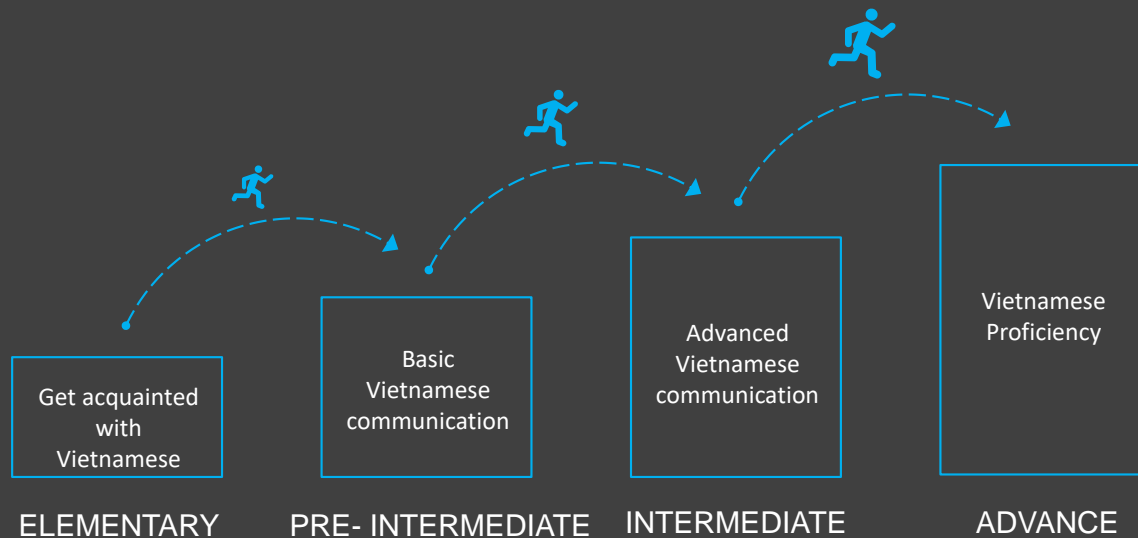 Get acquainted
with
Vietnamese
Basic
Vietnamese
communication
Advanced
Vietnamese
communication
Vietnamese
Proficiency
ELEMENTARY
PRE- INTERMEDIATE
INTERMEDIATE
ADVANCE